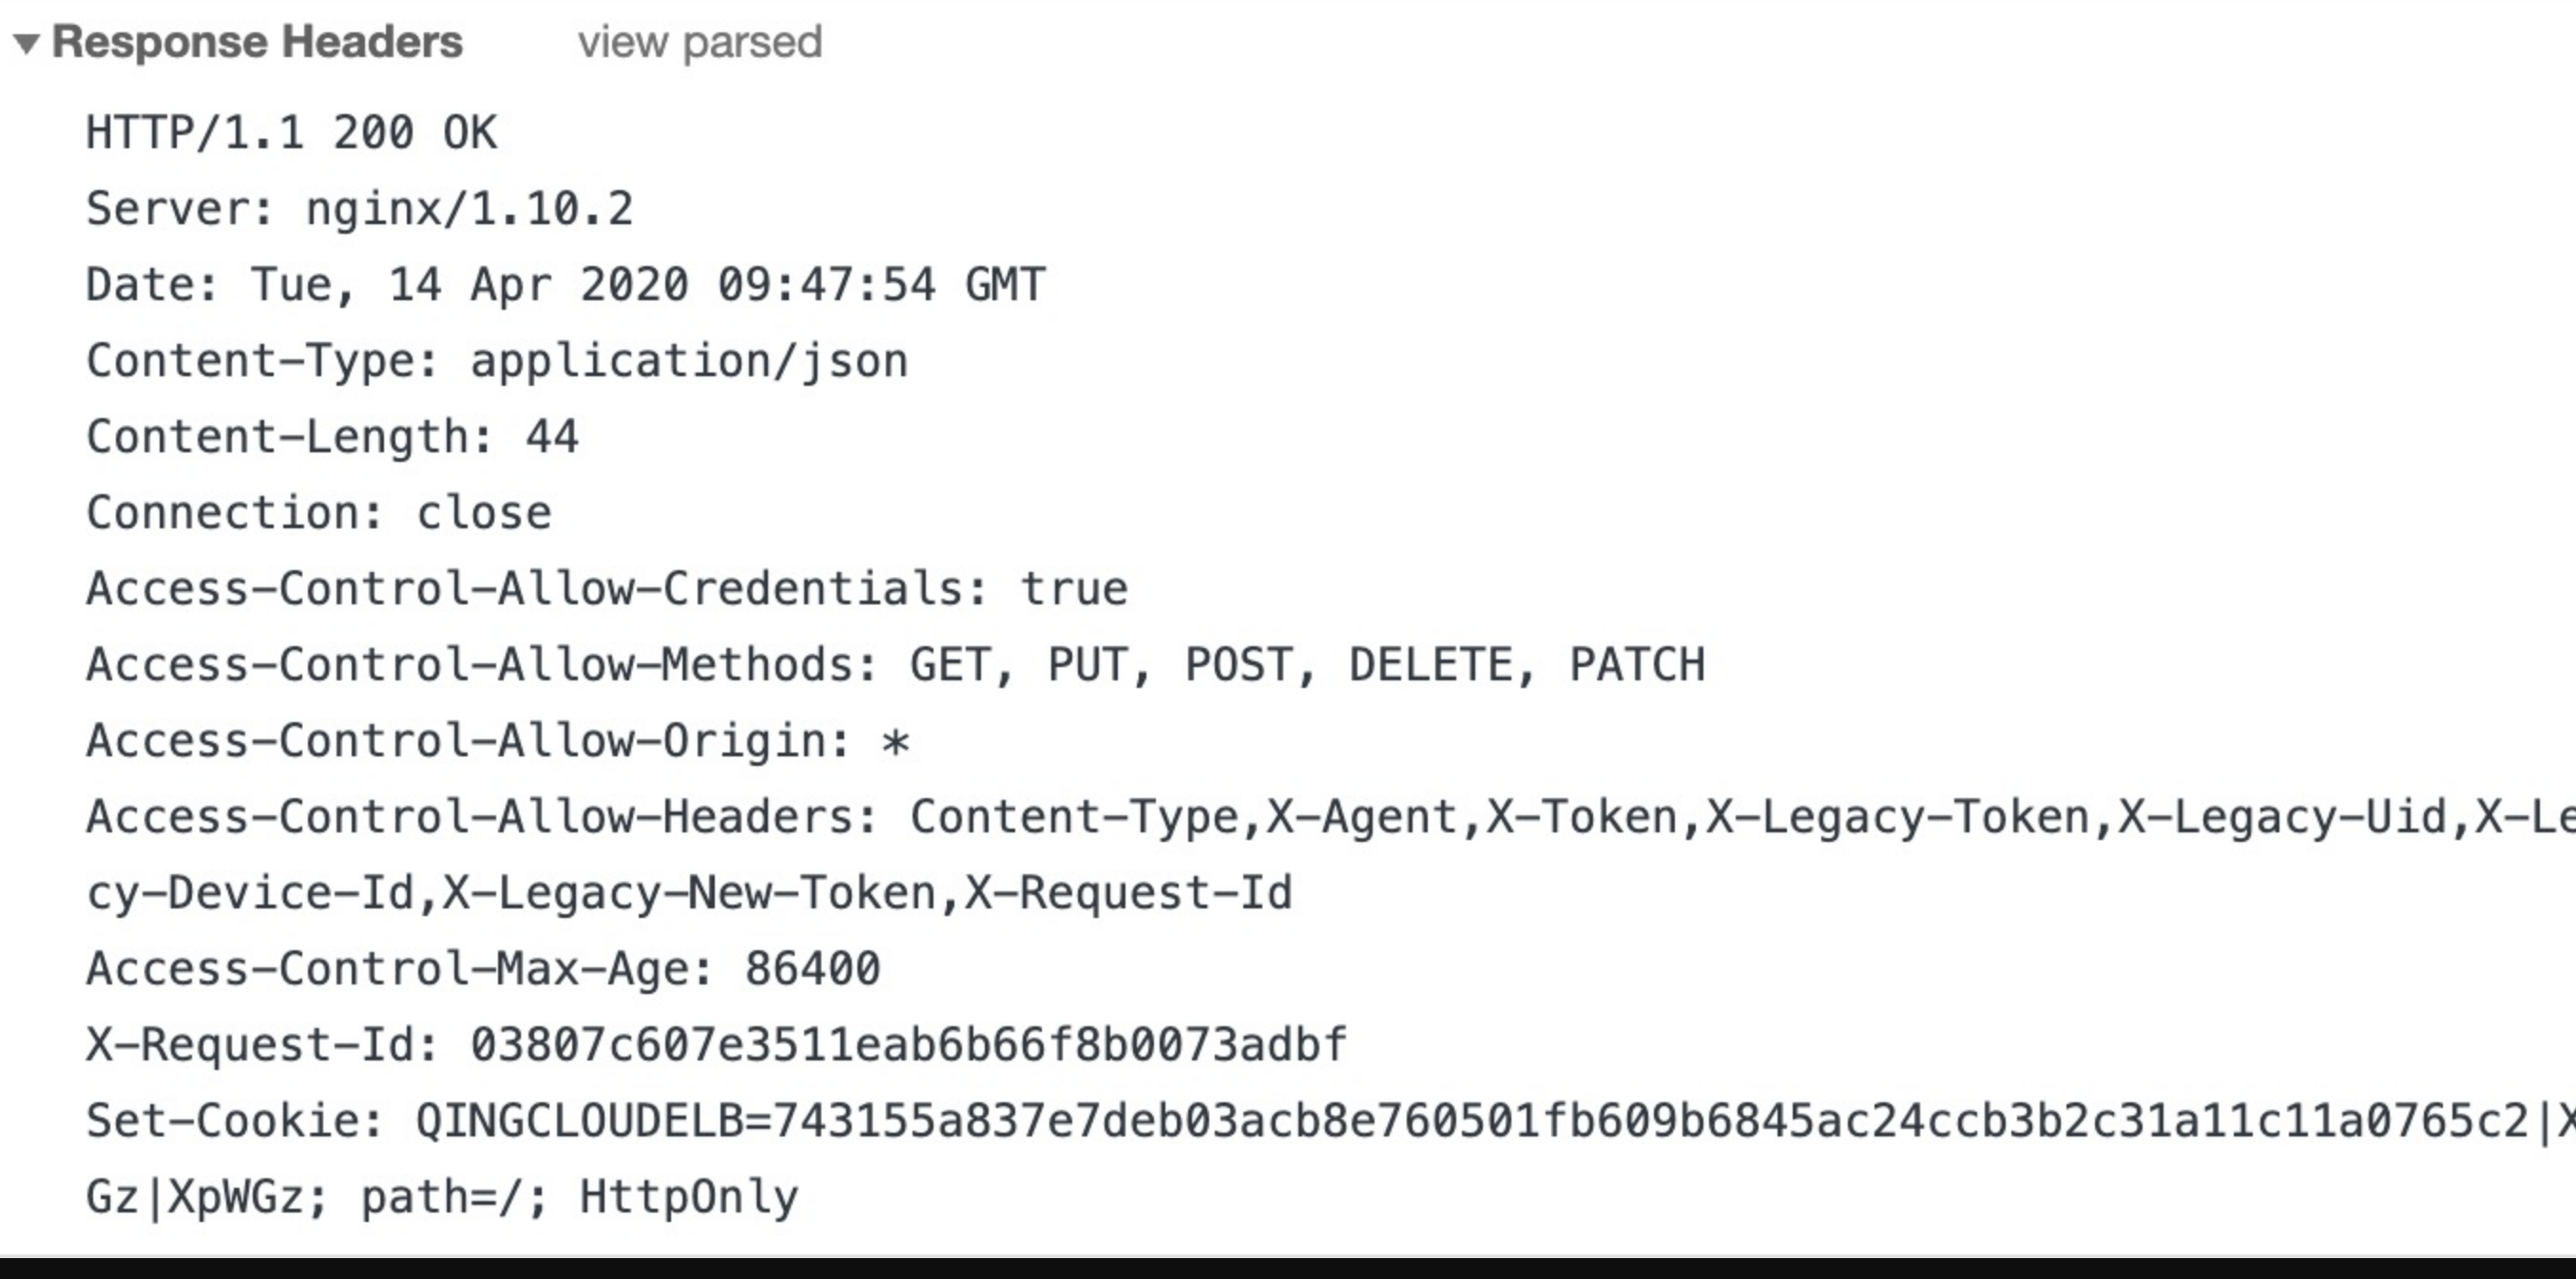 Response Headers view parsed
HTTP/1.1 200 OK
Server: nginx/1.10.2
Date: Tue, 14 Apr 2020 09:47:54 GMT
Content-Type: application/json
Content-Length: 44
Connection: close
Access-Control-Allow-Credentials: true
Access-Control-Allow-Methods: GET, PUT, POST, DELETE, PATCH
Access-Control-Allow-Origin: *
Access-Control-Allow-Headers: Content-Type,X-Agent,X-Token,X-Legacy-Token,X-Legacy-Uid,X-Le
cy-Device-Id,X-Legacy-New-Token,X-Request-Id
Access-Control-Max-Age: 86400
X-Request-Id: 03807c607e3511eab6b66f8b0073adbf
Set-Cookie: QINGCLOUDELB=743155a837e7deb03acb8e760501fb609b6845ac24ccb3b2c31a11c11a0765c2|X
Gz|XpWGz; path=/; HttpOnly